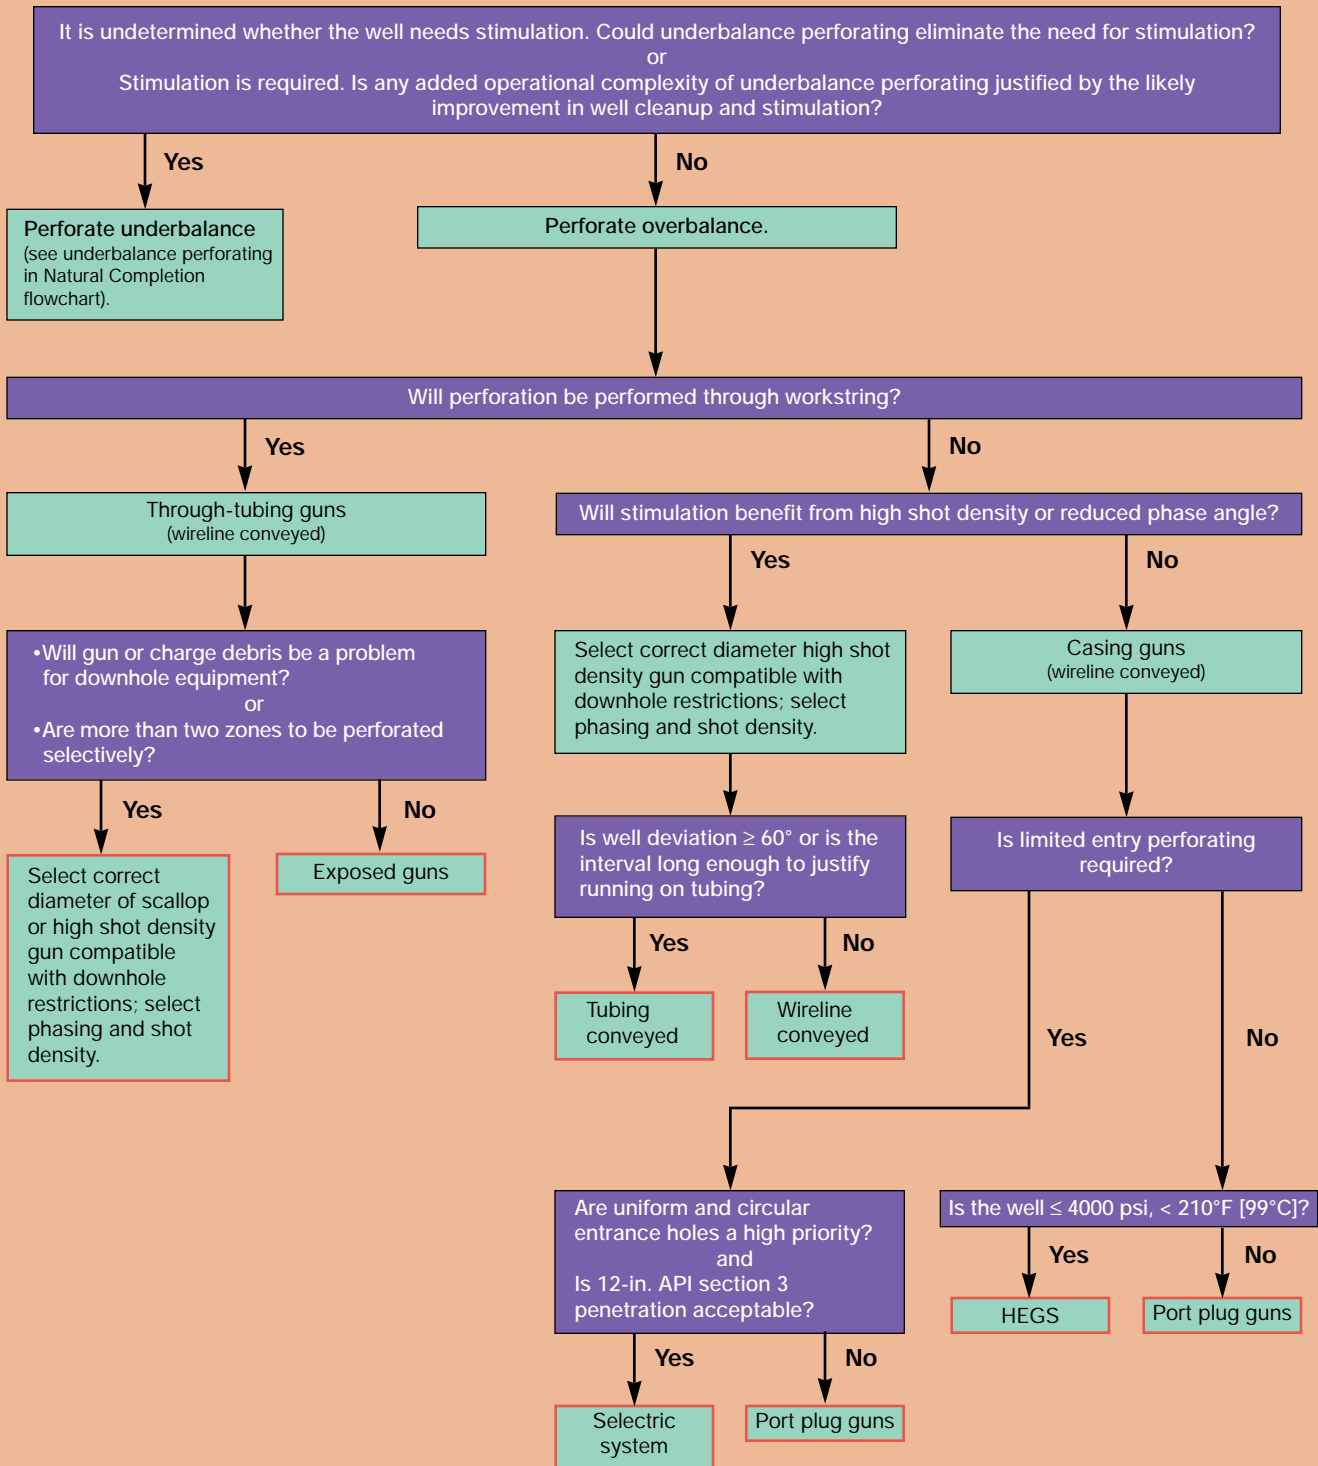 It is undetermined whether the well needs stimulation. Could underbalance perforating eliminate the need for stimulation?
or
Stimulation is required. Is any added operational complexity of underbalance perforating justified by the likely
improvement in well cleanup and stimulation?
Yes
No
Perforate underbalance
(see underbalance perforating
in Natural Completion
flowchart).
Perforate overbalance.
Will perforation be performed through workstring?
Yes
No
Through-tubing guns
(wireline conveyed)
Will stimulation benefit from high shot density or reduced phase angle?
Yes
No
•Will gun or charge debris be a problem
for downhole equipment?
or
•Are more than two zones to be perforated
selectively?
Select correct diameter high shot
density gun compatible with
downhole restrictions; select
phasing and shot density.
Casing guns
(wireline conveyed)
Yes
No
Is well deviation ≥ 60° or is the
interval long enough to justify
running on tubing?
Is limited entry perforating
required?
Select correct
diameter of scallop
or high shot density
gun compatible
with downhole
restrictions; select
phasing and shot
density.
Exposed guns
Yes
No
Tubing
conveyed
Wireline
conveyed
Yes
No
Are uniform and circular
entrance holes a high priority?
and
Is 12-in. API section 3
penetration acceptable?
Is the well ≤ 4000 psi, < 210°F [99°C]?
Yes
No
HEGS
Port plug guns
Yes
No
Selectric
system
Port plug guns